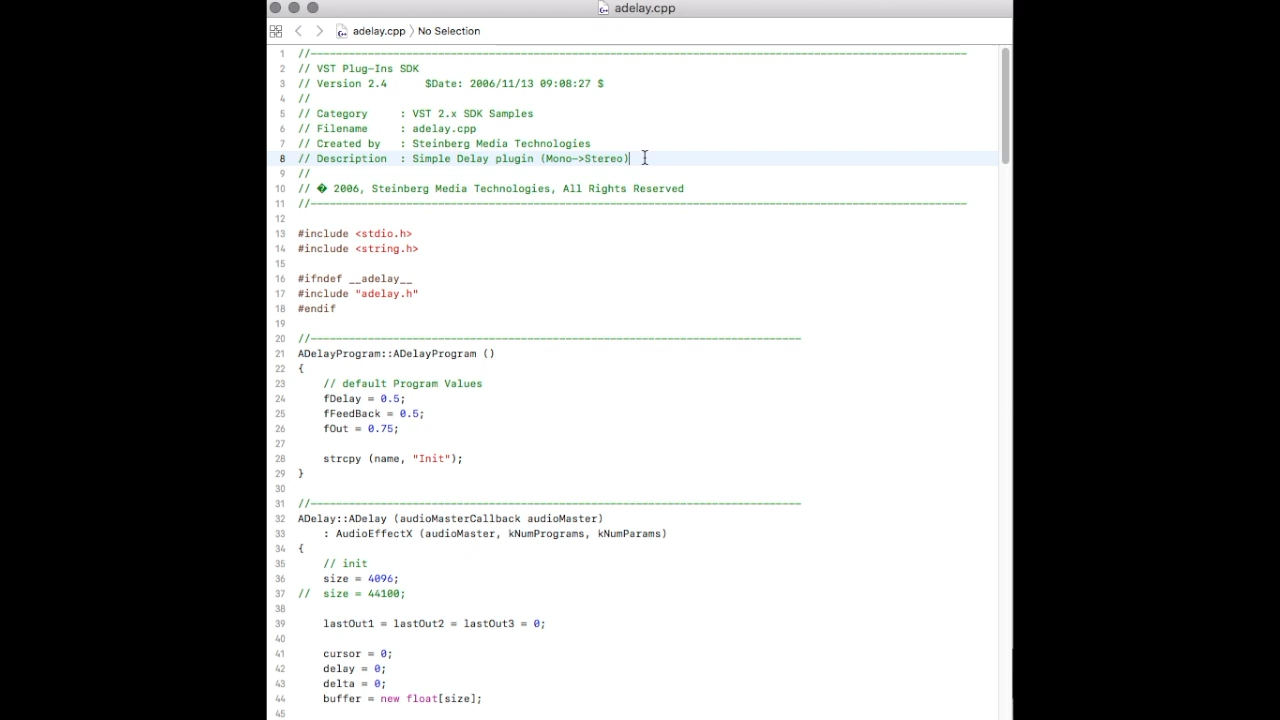 adelay.cpp
adelay.cpp 〉 No Selection
1 //------------------------------------------------------------------------------------------------------
2 // VST Plug-Ins SDK
3 // Version 2.4      $Date: 2006/11/13 09:08:27 $
4 //
5 // Category     : VST 2.x SDK Samples
6 // Filename     : adelay.cpp
7 // Created by   : Steinberg Media Technologies
8 // Description  : Simple Delay plugin (Mono->Stereo)
9 //
10 // � 2006, Steinberg Media Technologies, All Rights Reserved
11 //------------------------------------------------------------------------------------------------------
12
13 #include <stdio.h>
14 #include <string.h>
15
16 #ifndef __adelay__
17 #include "adelay.h"
18 #endif
19
20 //----------------------------------------------------------------------------
21 ADelayProgram::ADelayProgram ()
22 {
23     // default Program Values
24     fDelay = 0.5;
25     fFeedBack = 0.5;
26     fOut = 0.75;
27
28     strcpy (name, "Init");
29 }
30
31 //----------------------------------------------------------------------------
32 ADelay::ADelay (audioMasterCallback audioMaster)
33     : AudioEffectX (audioMaster, kNumPrograms, kNumParams)
34 {
35     // init
36     size = 4096;
37 //  size = 44100;
38
39     lastOut1 = lastOut2 = lastOut3 = 0;
40
41     cursor = 0;
42     delay = 0;
43     delta = 0;
44     buffer = new float[size];
45